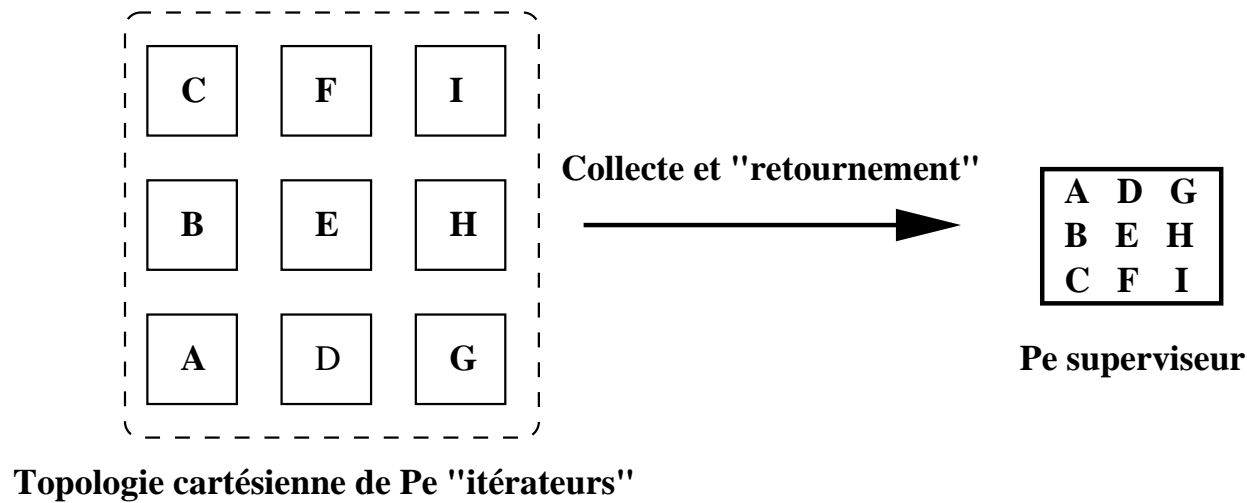 C F I
B E H
A D G
Topologie cartésienne de Pe "itérateurs"
Collecte et "retournement"
A D G
B E H
C F I
Pe superviseur